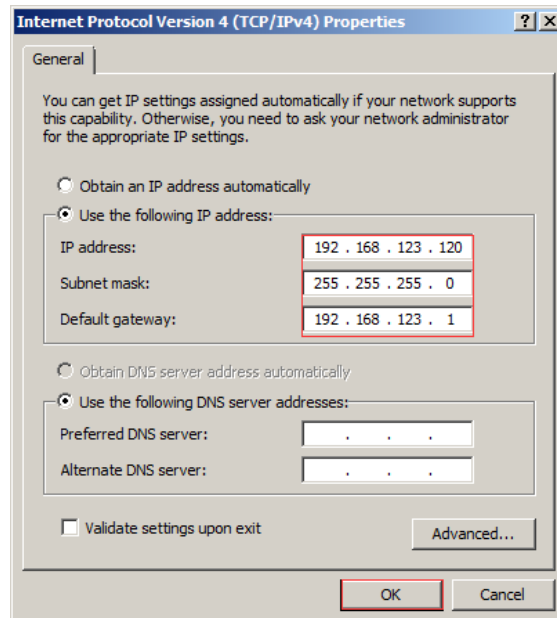 Internet Protocol Version 4 (TCP/IPv4) Properties
General
You can get IP settings assigned automatically if your network supports
this capability. Otherwise, you need to ask your network administrator
for the appropriate IP settings.
Obtain an IP address automatically
Use the following IP address:
IP address: 192 . 168 . 123 . 120
Subnet mask: 255 . 255 . 255 . 0
Default gateway: 192 . 168 . 123 . 1
Obtain DNS server address automatically
Use the following DNS server addresses:
Preferred DNS server: . . .
Alternate DNS server: . . .
Validate settings upon exit
Advanced...
OK Cancel